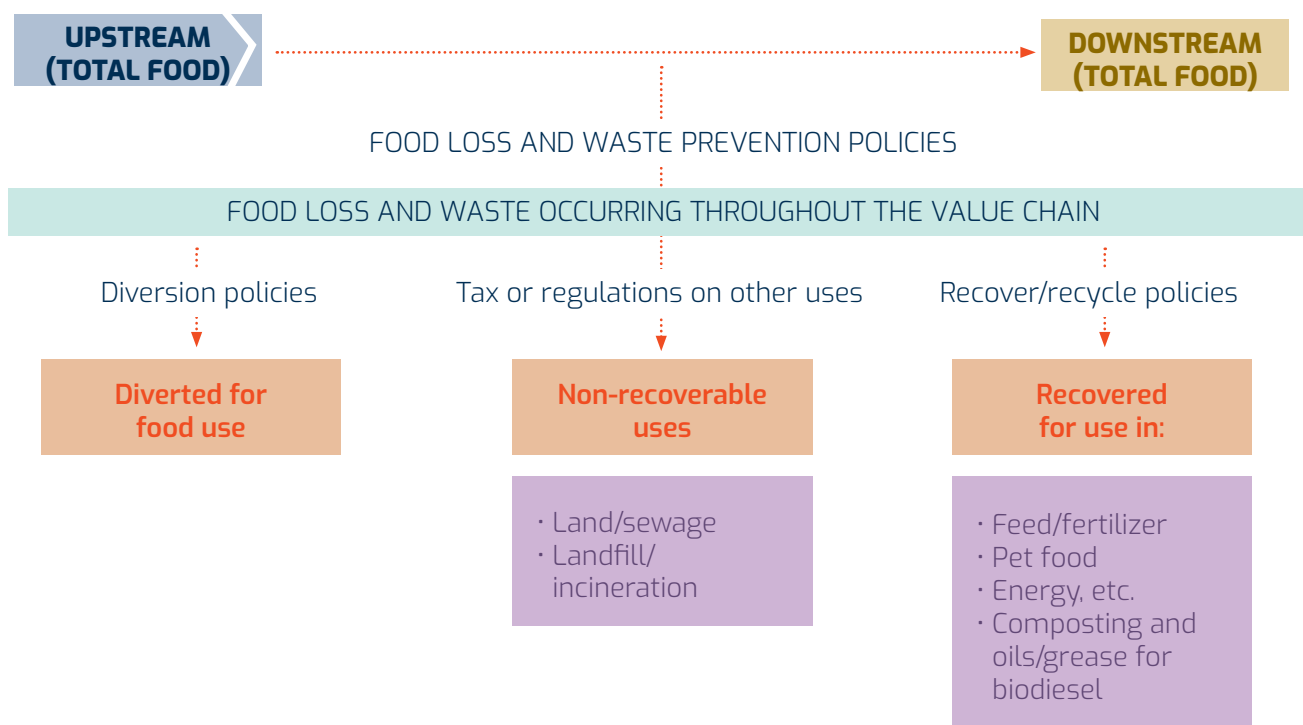 UPSTREAM
(TOTAL FOOD)
DOWNSTREAM
(TOTAL FOOD)
FOOD LOSS AND WASTE PREVENTION POLICIES
FOOD LOSS AND WASTE OCCURRING THROUGHOUT THE VALUE CHAIN
Diversion policies
Tax or regulations on other uses
Recover/recycle policies
Diverted for
food use
Non-recoverable
uses
Recovered
for use in:
· Land/sewage
· Landfill/
incineration
· Feed/fertilizer
· Pet food
· Energy, etc.
· Composting and
oils/grease for
biodiesel